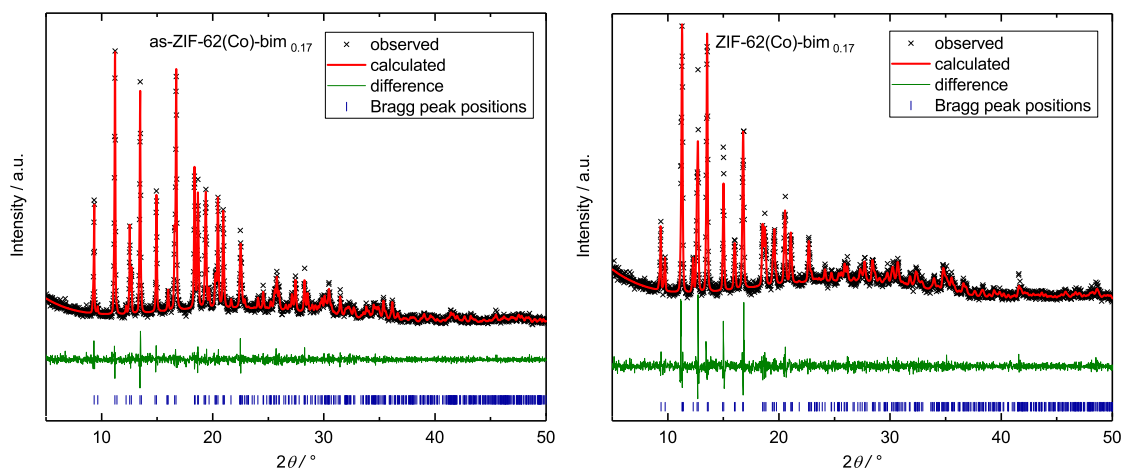 as-ZIF-62(Co)-bim 0.17
observed
calculated
difference
Bragg peak positions
Intensity / a.u.
10 20 30 40 50
2θ / °
ZIF-62(Co)-bim 0.17
observed
calculated
difference
Bragg peak positions
Intensity / a.u.
10 20 30 40 50
2θ / °